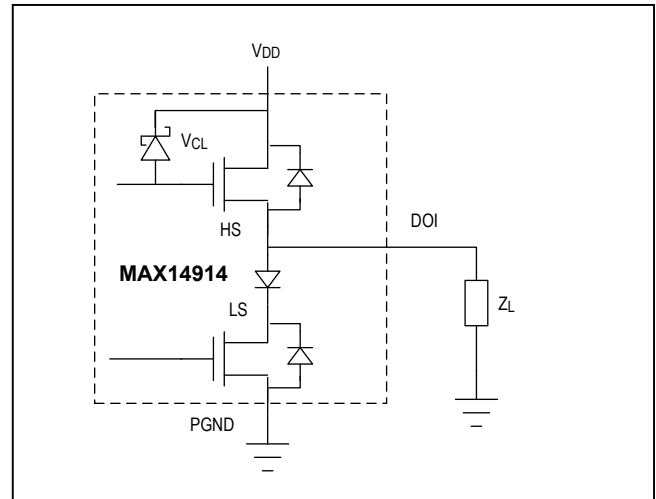 VDD
VCL
HS
DOI
MAX14914
LS
ZL
PGND